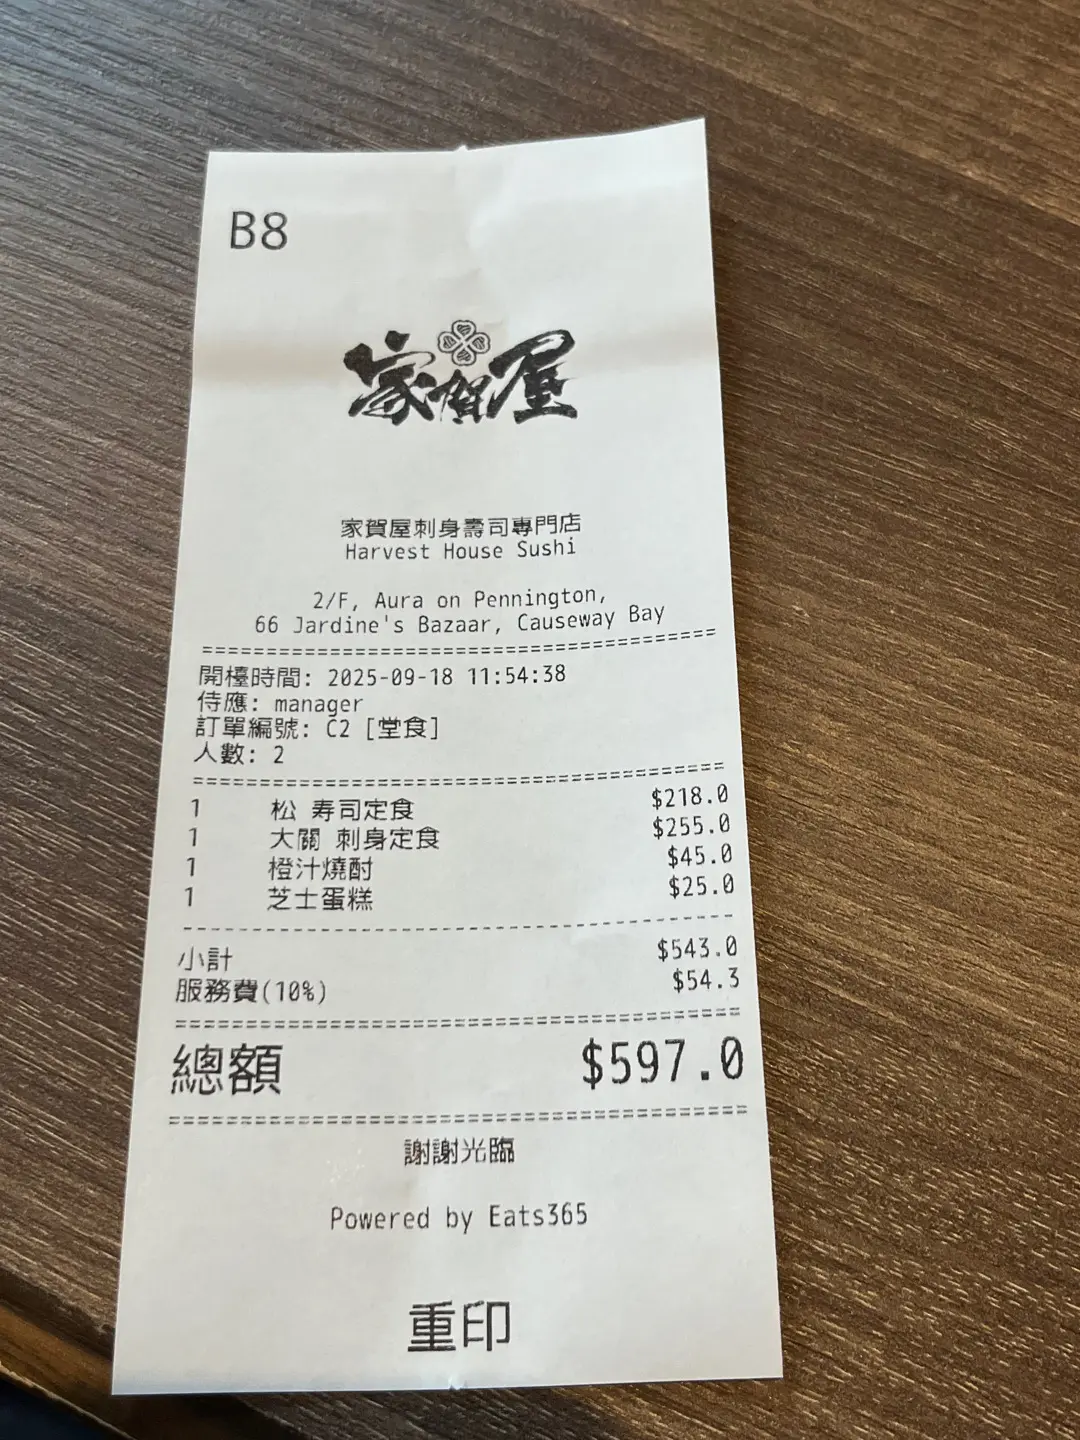 B8
家賀屋
家賀屋刺身壽司專門店
Harvest House Sushi
2/F, Aura on Pennington,
66 Jardine's Bazaar, Causeway Bay
==========================================
開檯時間: 2025-09-18 11:54:38
侍應: manager
訂單編號: C2 [堂食]
人數: 2
==========================================
1 松 寿司定食 $218.0
1 大關 刺身定食 $255.0
1 橙汁燒酎 $45.0
1 芝士蛋糕 $25.0
------------------------------------------
小計 $543.0
服務費(10%) $54.3
==========================================
總額 $597.0
==========================================
謝謝光臨
Powered by Eats365
重印